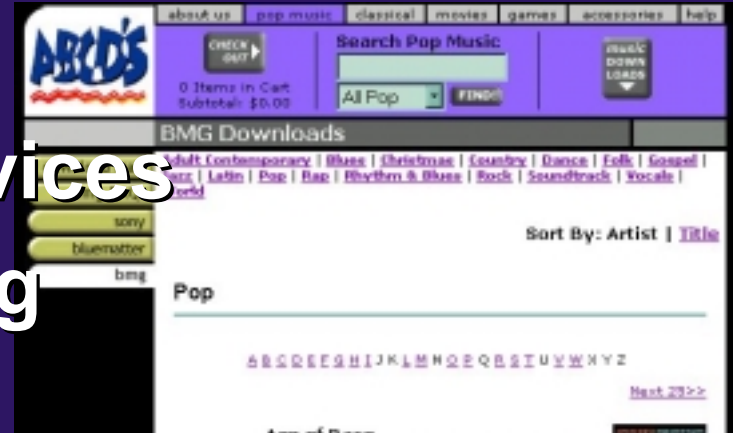 about us pop music classical movies games accessories help
ABCD'S
CHECK OUT
Search Pop Music
music DOWN LOADS
0 Items in Cart
Subtotal: $0.00
All Pop FIND
BMG Downloads
vices
Adult Contemporary | Blues | Christmas | Country | Dance | Folk | Gospel |
Jazz | Latin | Pop | Rap | Rhythm & Blues | Rock | Soundtrack | Vocals |
World
sony
bluematter
bmg
g
Sort By: Artist | Title
Pop
A B C D E F G H I J K L M N O P Q R S T U V W X Y Z
Next 25>>